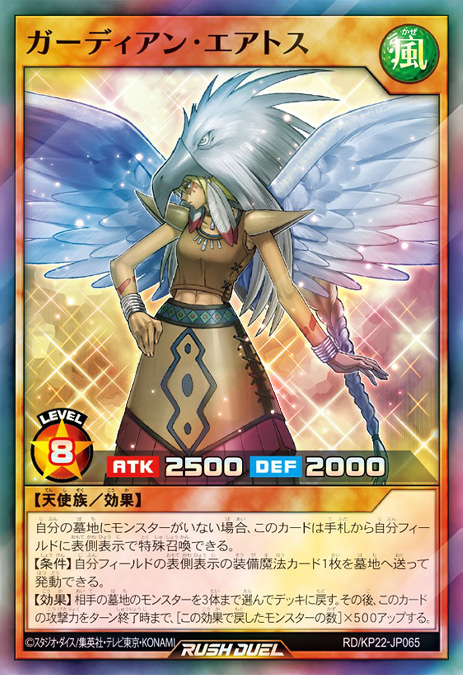 ガーディアン・エアトス
かぜ
風
LEVEL
8
ATK 2500 DEF 2000
【天使族／効果】
自分の墓地にモンスターがいない場合、このカードは手札から自分フィー
ルドに表側表示で特殊召喚できる。
【条件】自分フィールドの表側表示の装備魔法カード1枚を墓地へ送って
発動できる。
【効果】相手の墓地のモンスターを3体まで選んでデッキに戻す。その後、このカード
の攻撃力をターン終了時まで、[この効果で戻したモンスターの数]×500アップする。
©スタジオ・ダイス/集英社・テレビ東京・KONAMI RUSH DUEL RD/KP22-JP065